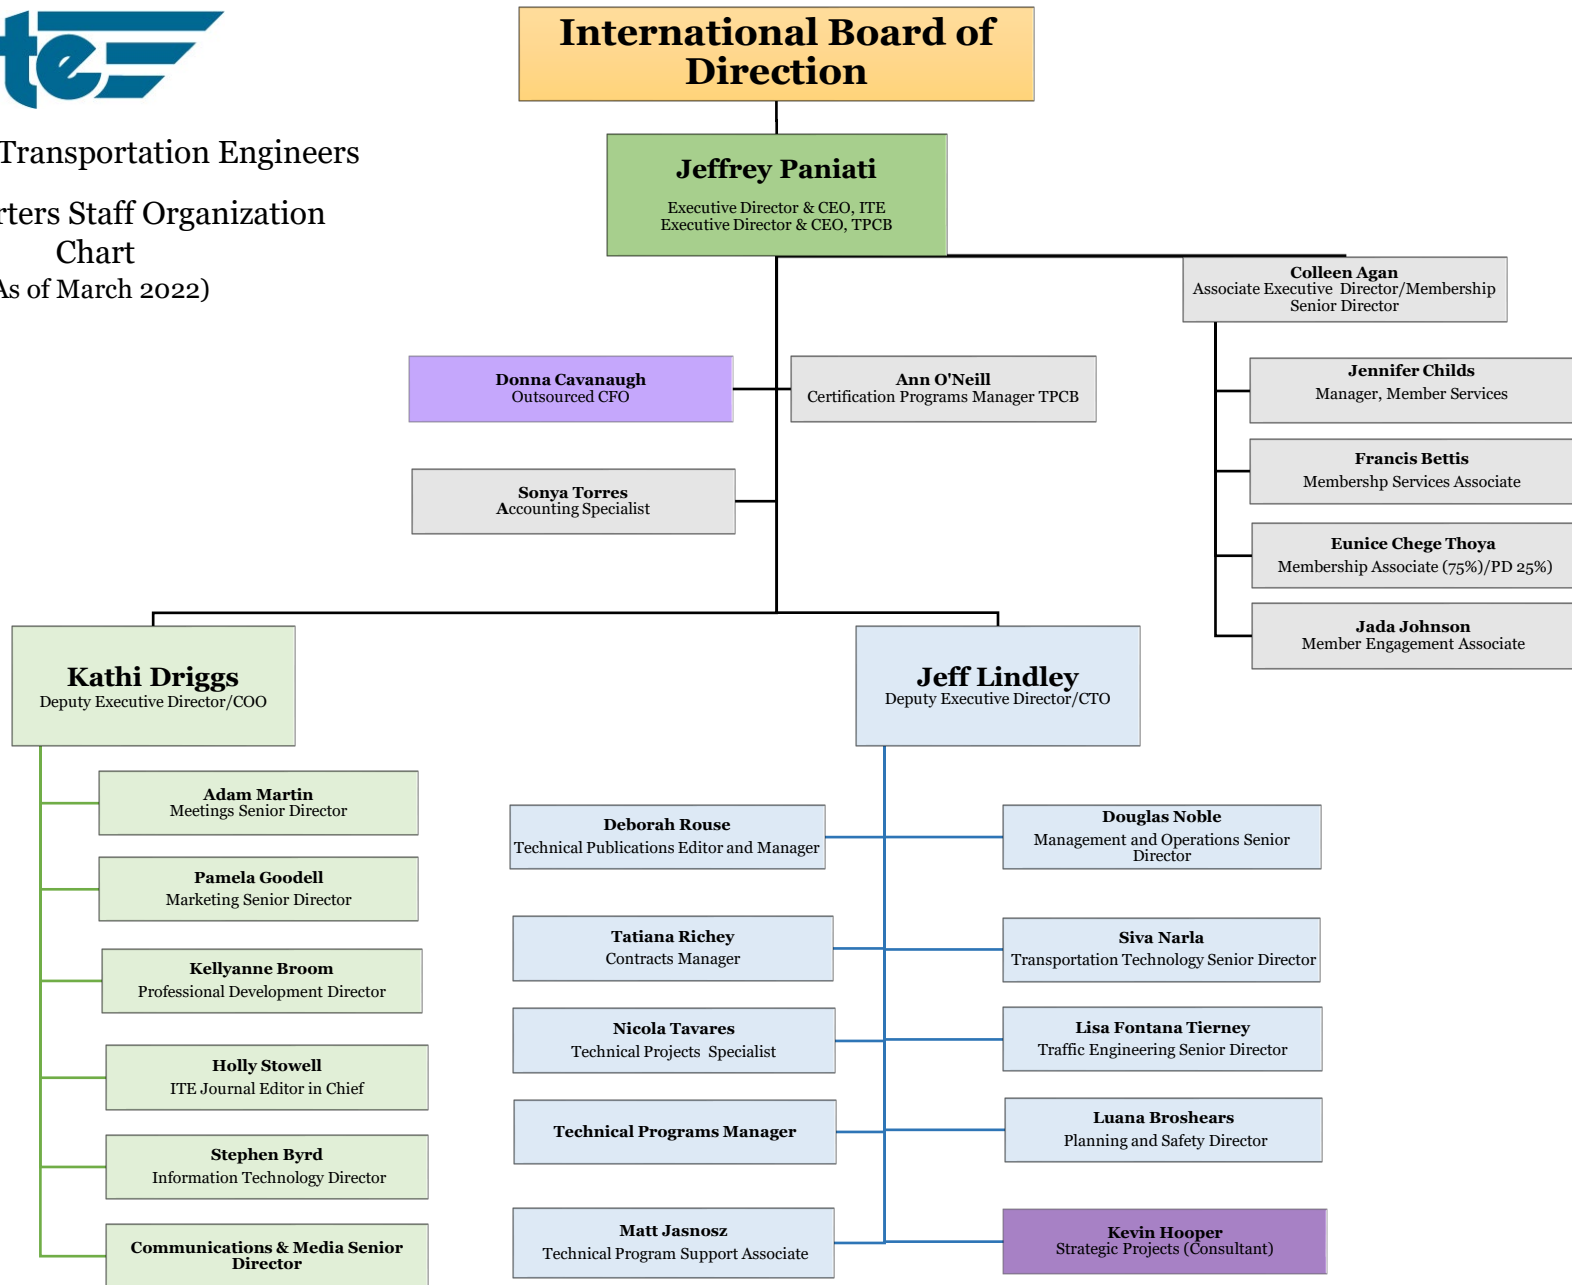 te
Transportation Engineers
rters Staff Organization
Chart
As of March 2022)
International Board of
Direction
Jeffrey Paniati
Executive Director & CEO, ITE
Executive Director & CEO, TPCB
Colleen Agan
Associate Executive Director/Membership
Senior Director
Donna Cavanaugh
Outsourced CFO
Ann O'Neill
Certification Programs Manager TPCB
Jennifer Childs
Manager, Member Services
Francis Bettis
Membershp Services Associate
Sonya Torres
Accounting Specialist
Eunice Chege Thoya
Membership Associate (75%)/PD 25%)
Jada Johnson
Member Engagement Associate
Kathi Driggs
Deputy Executive Director/COO
Jeff Lindley
Deputy Executive Director/CTO
Adam Martin
Meetings Senior Director
Pamela Goodell
Marketing Senior Director
Kellyanne Broom
Professional Development Director
Holly Stowell
ITE Journal Editor in Chief
Stephen Byrd
Information Technology Director
Communications & Media Senior
Director
Deborah Rouse
Technical Publications Editor and Manager
Tatiana Richey
Contracts Manager
Nicola Tavares
Technical Projects Specialist
Technical Programs Manager
Matt Jasnosz
Technical Program Support Associate
Douglas Noble
Management and Operations Senior
Director
Siva Narla
Transportation Technology Senior Director
Lisa Fontana Tierney
Traffic Engineering Senior Director
Luana Broshears
Planning and Safety Director
Kevin Hooper
Strategic Projects (Consultant)